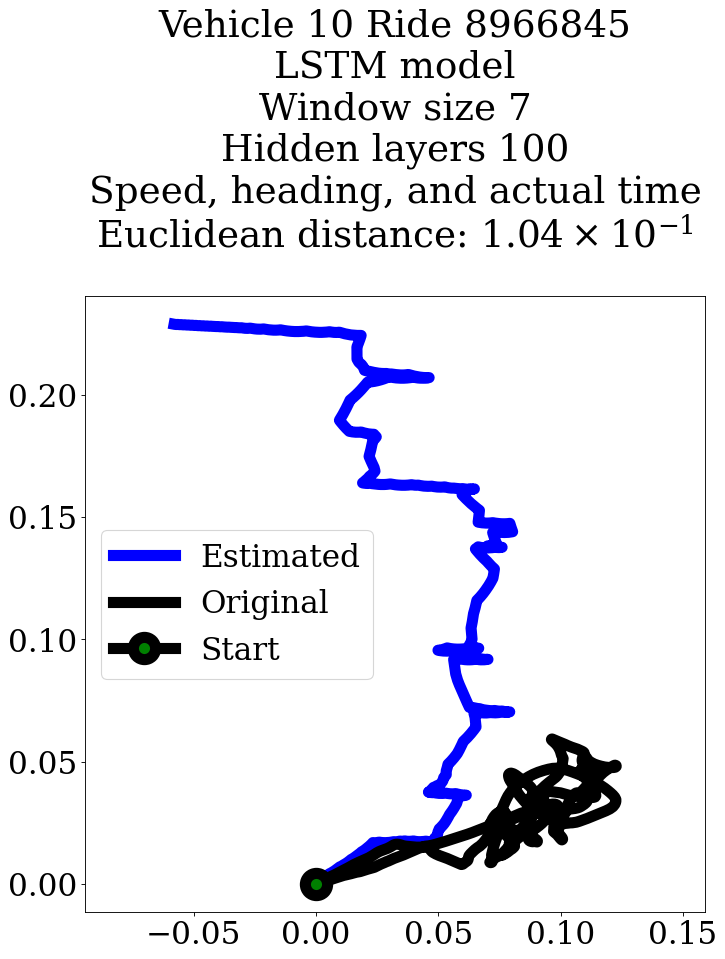 Vehicle 10 Ride 8966845
LSTM model
Window size 7
Hidden layers 100
Speed, heading, and actual time
Euclidean distance: 1.04 × 10⁻¹
0.20
0.15
0.10
0.05
0.00
Estimated
Original
Start
−0.05
0.00
0.05
0.10
0.15